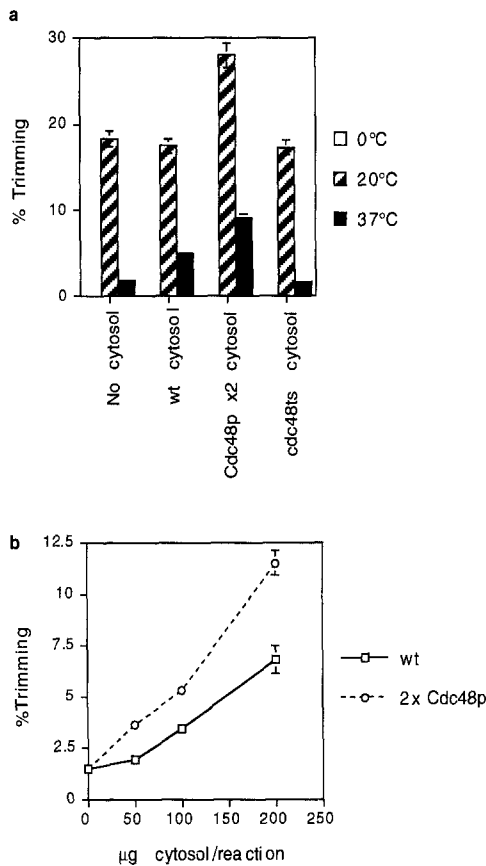 a
30
20
10
0
% Trimming
0°C
20°C
37°C
No cytosol
wt cytosol
Cdc48p x2 cytosol
cdc48ts cytosol
b
12.5
10
7.5
5
2.5
0
%Trimming
0 50 100 150 200 250
µg cytosol/reaction
wt
2x Cdc48p